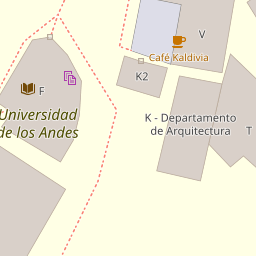 V
Café Kaldivia
K2
F
Universidad
de los Andes
K - Departamento
de Arquitectura
T